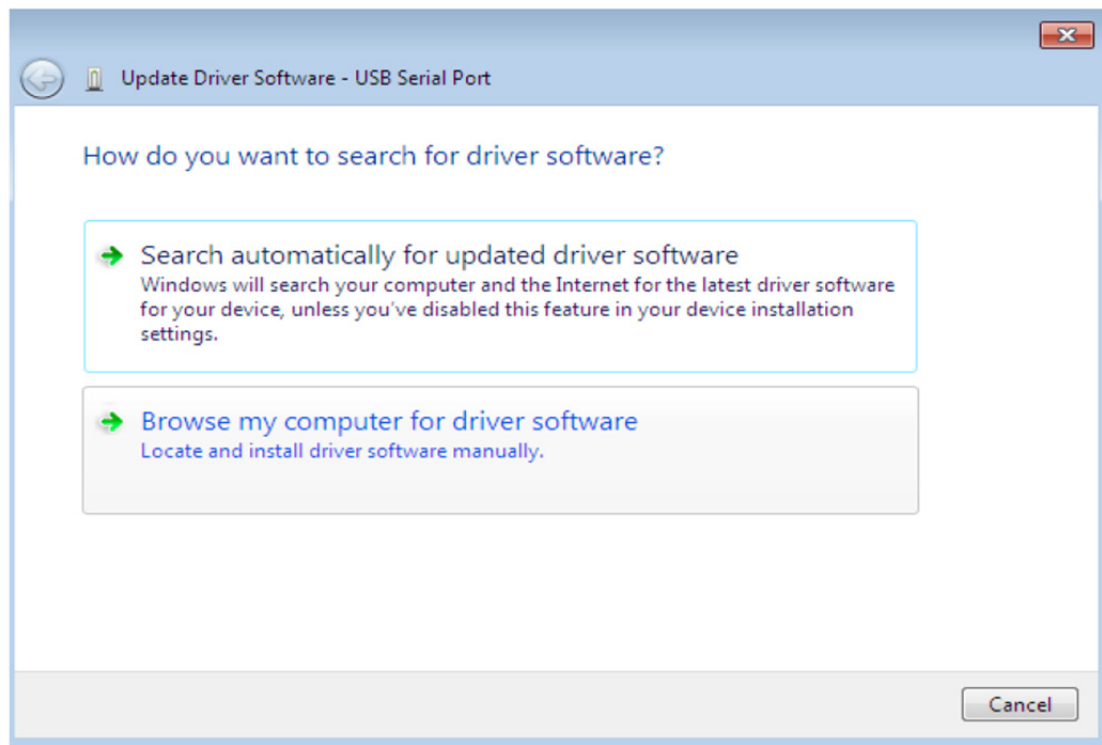 Update Driver Software - USB Serial Port
How do you want to search for driver software?
Search automatically for updated driver software
Windows will search your computer and the Internet for the latest driver software
for your device, unless you've disabled this feature in your device installation
settings.
Browse my computer for driver software
Locate and install driver software manually.
Cancel